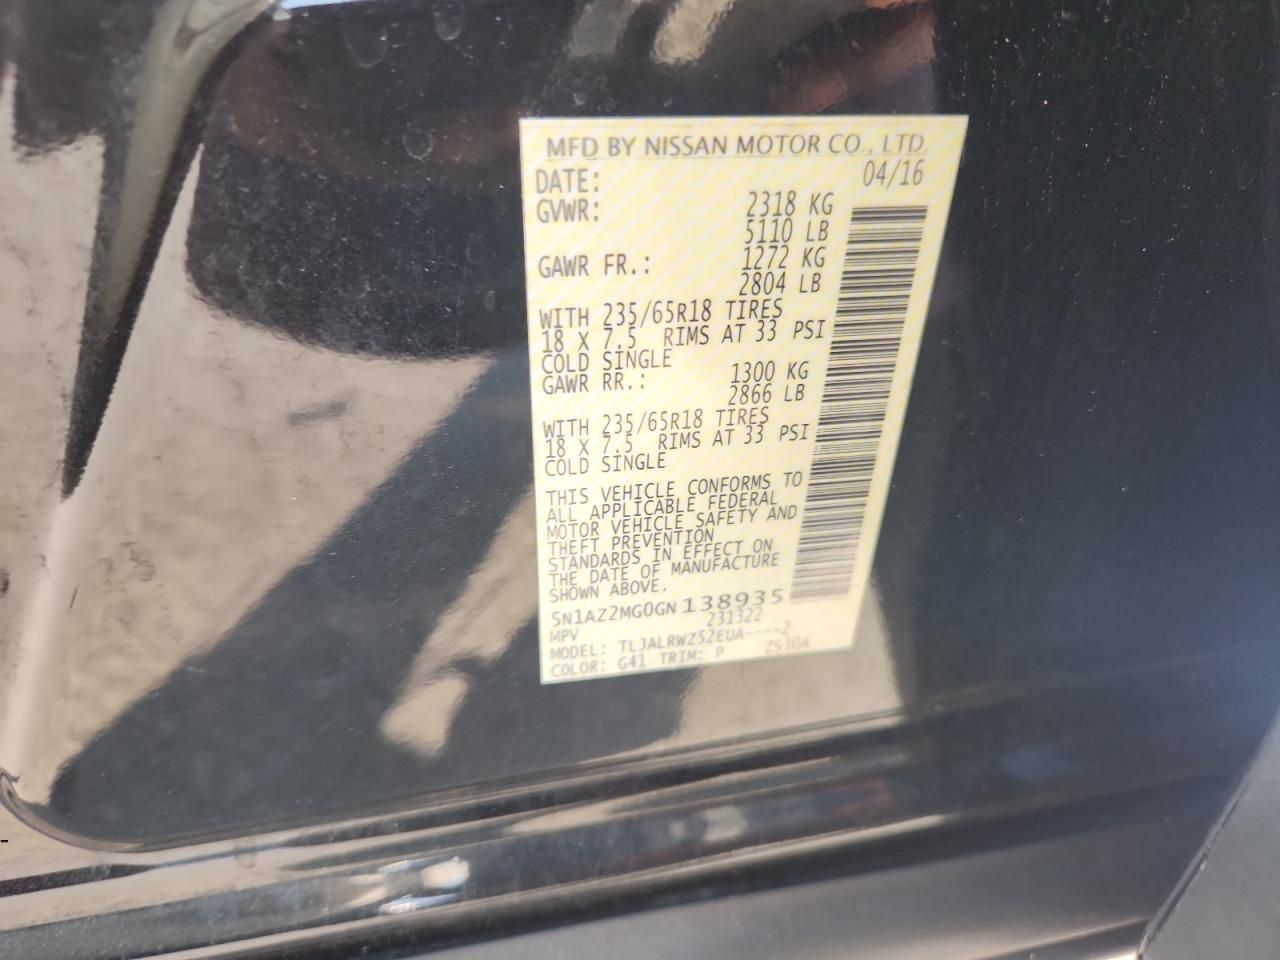 MFD BY NISSAN MOTOR CO., LTD.
DATE: 04/16
GVWR: 2318 KG
5110 LB
GAWR FR.: 1272 KG
2804 LB
WITH 235/65R18 TIRES
18 X 7.5 RIMS AT 33 PSI
COLD SINGLE
GAWR RR.: 1300 KG
2866 LB
WITH 235/65R18 TIRES
18 X 7.5 RIMS AT 33 PSI
COLD SINGLE
THIS VEHICLE CONFORMS TO
ALL APPLICABLE FEDERAL
MOTOR VEHICLE SAFETY AND
THEFT PREVENTION
STANDARDS IN EFFECT ON
THE DATE OF MANUFACTURE
SHOWN ABOVE.
5N1AZ2MG0GN138935
MPV 231322
MODEL: TLJALRWZ52EUA----2
COLOR: G41 TRIM: P Z530A